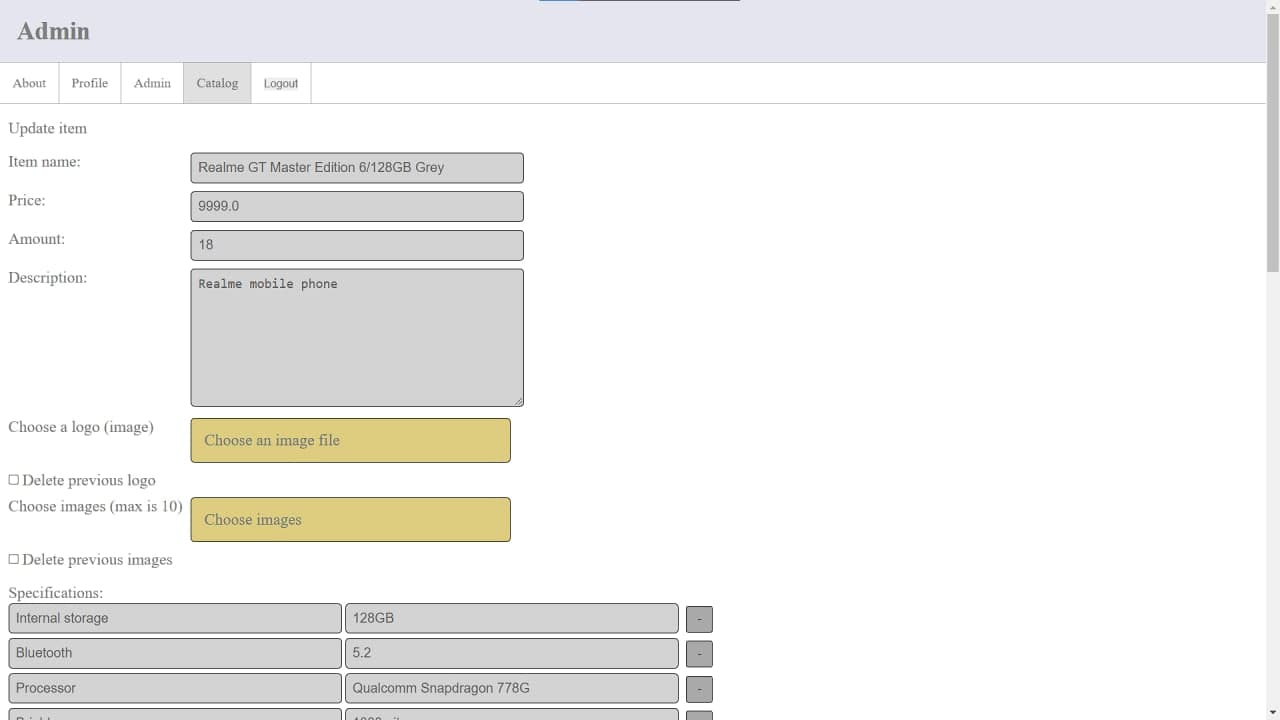 Admin
About Profile Admin Catalog Logout
Update item
Item name: Realme GT Master Edition 6/128GB Grey
Price: 9999.0
Amount: 18
Description: Realme mobile phone
Choose a logo (image) Choose an image file
Delete previous logo
Choose images (max is 10) Choose images
Delete previous images
Specifications:
Internal storage 128GB -
Bluetooth 5.2 -
Processor Qualcomm Snapdragon 778G -